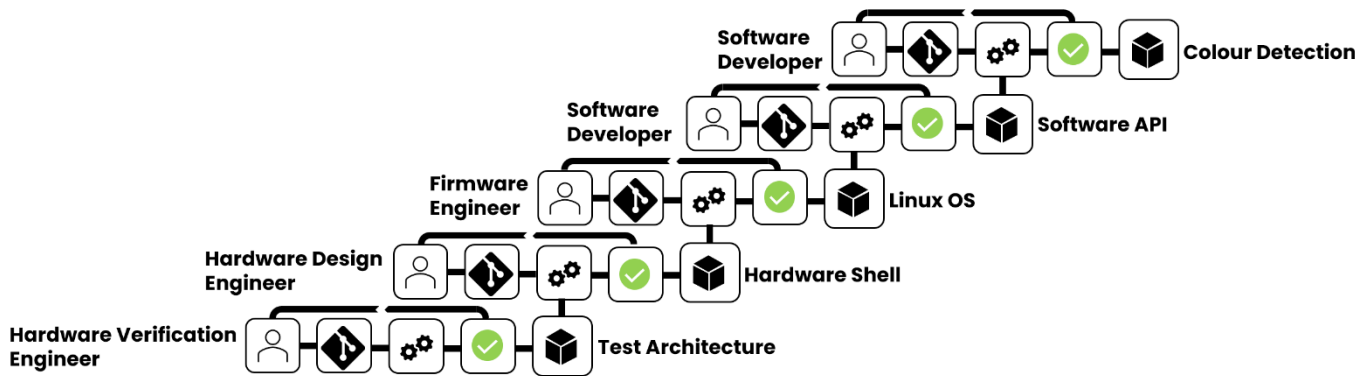 Software
Developer
Colour Detection
Software
Developer
Software API
Firmware
Engineer
Linux OS
Hardware Design
Engineer
Hardware Shell
Hardware Verification
Engineer
Test Architecture